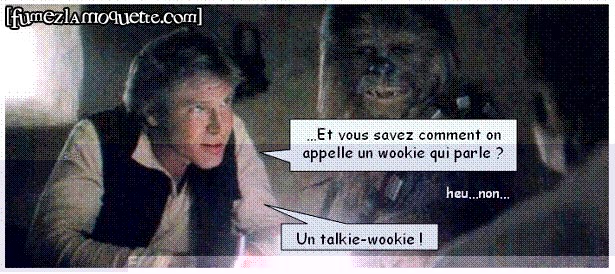 [fumezlamoquette.com]
...Et vous savez comment on
appelle un wookie qui parle ?
heu...non...
Un talkie-wookie !